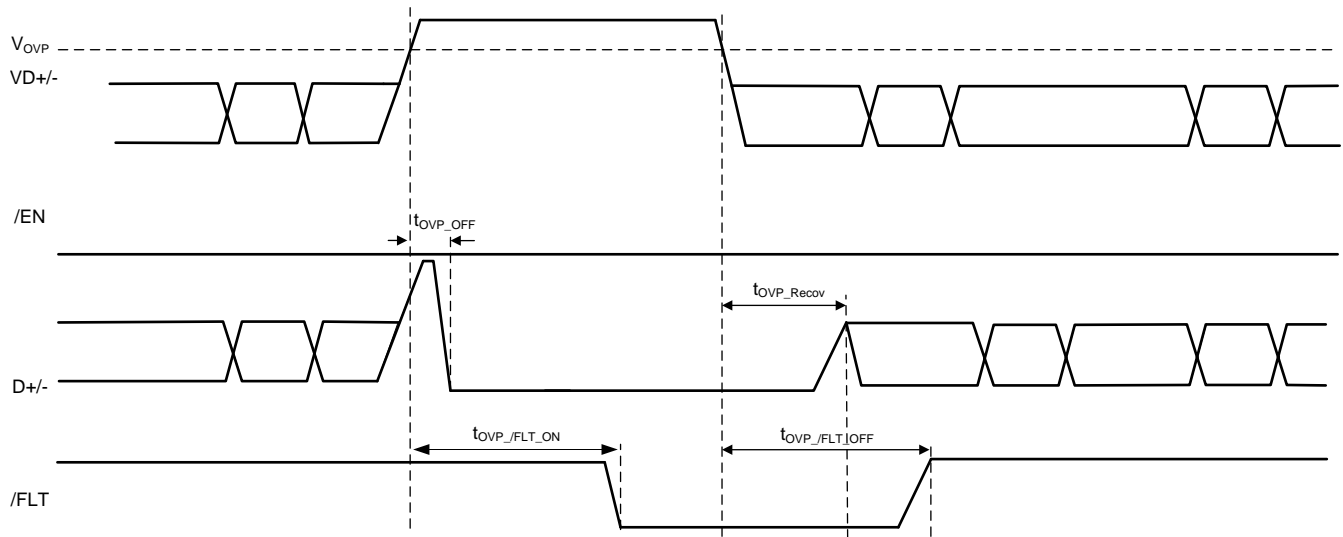 VOVP
VD+/-
/EN
tOVP_OFF
tOVP_Recov
D+/-
tOVP_/FLT_ON
tOVP_/FLT_OFF
/FLT